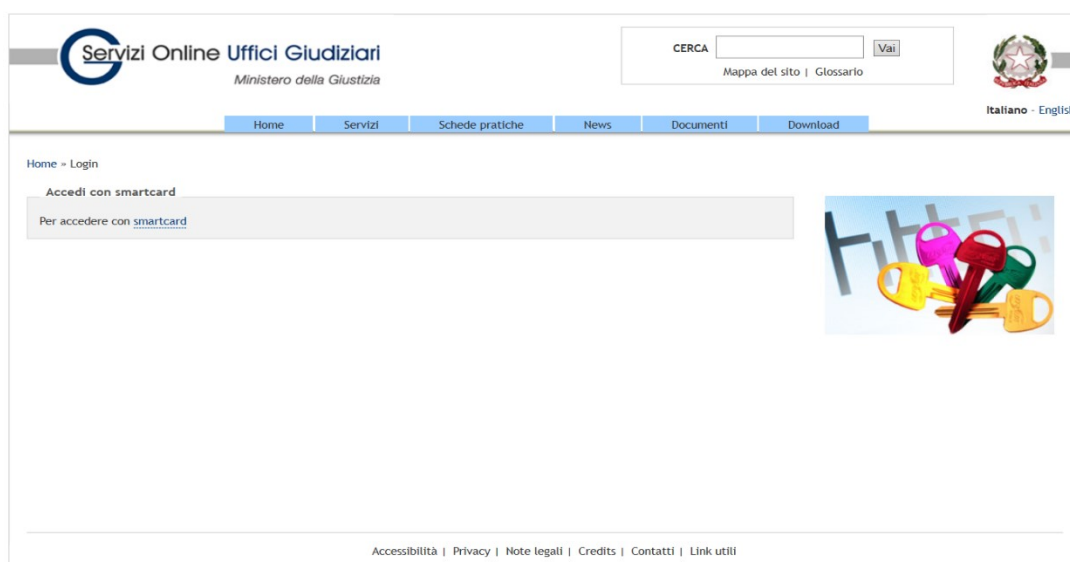 Servizi Online Uffici Giudiziari
Ministero della Giustizia
CERCA Vai
Mappa del sito | Glossario
Italiano - Englis
Home Servizi Schede pratiche News Documenti Download
Home » Login
Accedi con smartcard
Per accedere con smartcard
http:
Accessibilità | Privacy | Note legali | Credits | Contatti | Link utili